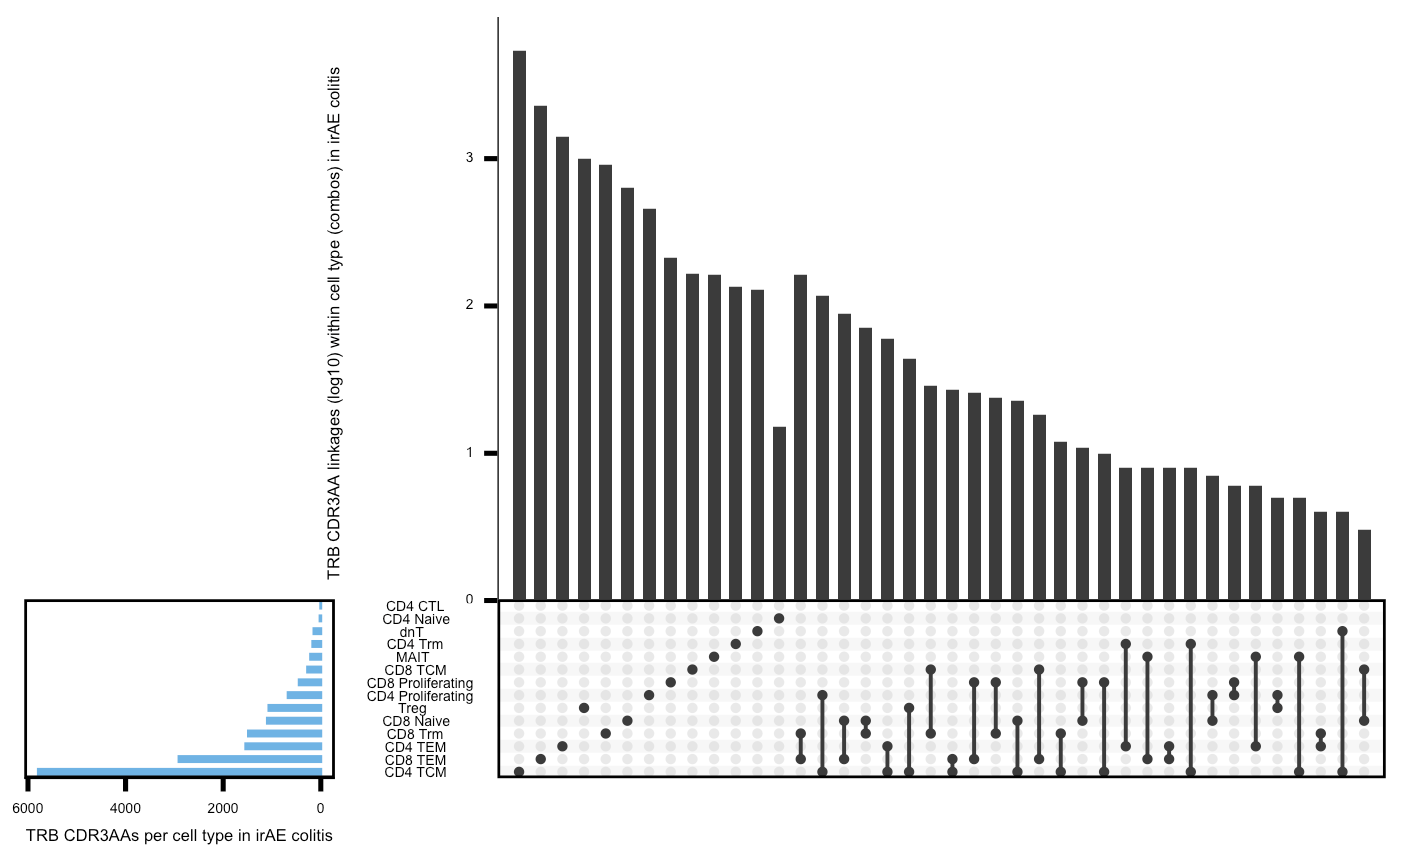 TRB CDR3AA linkages (log10) within cell type (combos) in irAE colitis
3
2
1
0
CD4 CTL
CD4 Naive
dnT
CD4 Trm
MAIT
CD8 TCM
CD8 Proliferating
CD4 Proliferating
Treg
CD8 Naive
CD8 Trm
CD4 TEM
CD8 TEM
CD4 TCM
6000 4000 2000 0
TRB CDR3AAs per cell type in irAE colitis